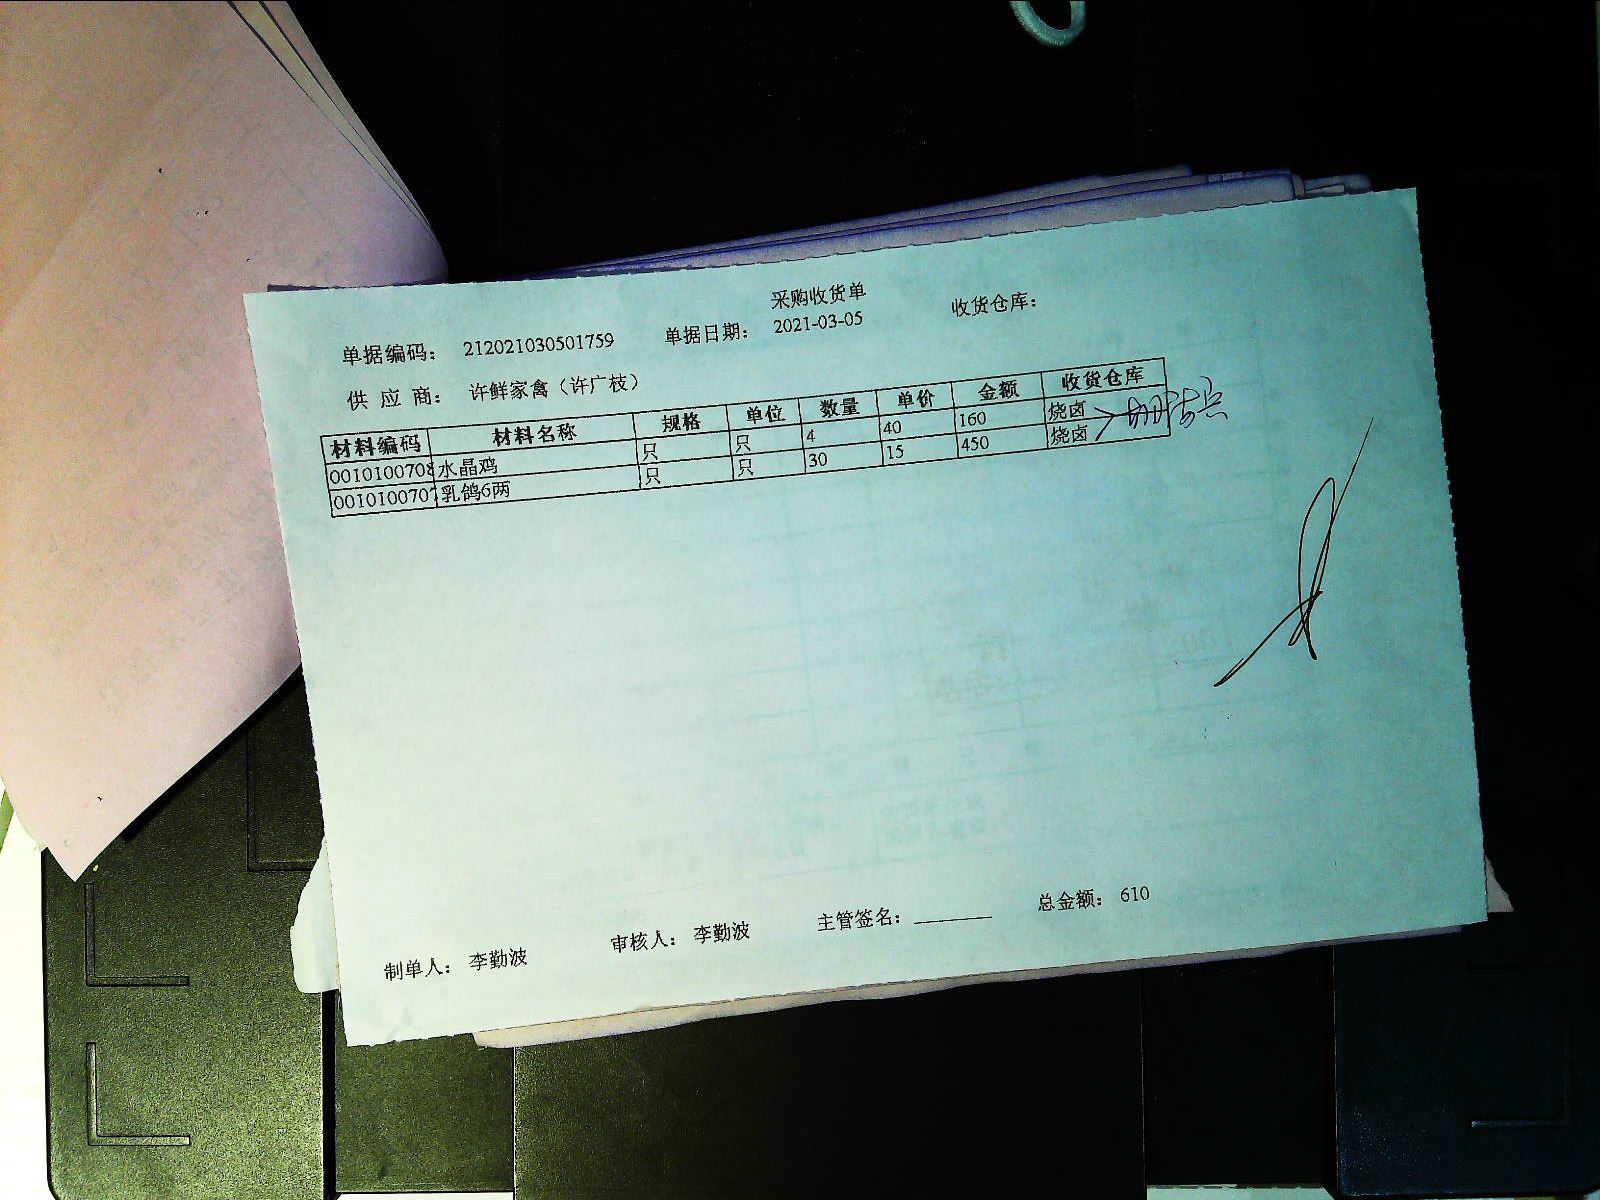 采购收货单
单据编码： 212021030501759 单据日期： 2021-03-05 收货仓库：
供 应 商： 许鲜家禽（许广枝）
材料编码 材料名称 规格 单位 数量 单价 金额 收货仓库
0010100708 水晶鸡 只 只 4 40 160 烧卤
0010100707 乳鸽6两 只 只 30 15 450 烧卤
制单人： 李勤波 审核人： 李勤波 主管签名： 总金额： 610